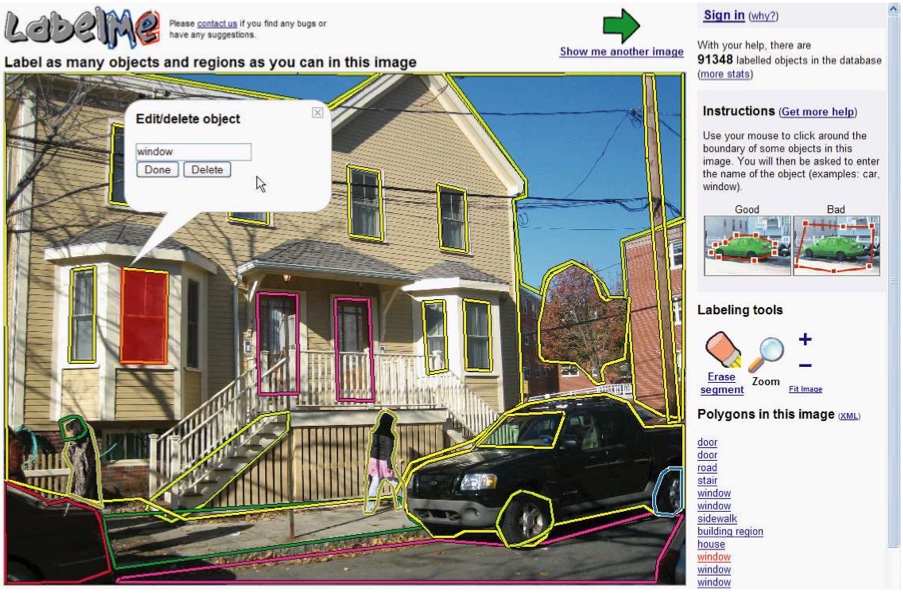 LabelMe
Please contact us if you find any bugs or
have any suggestions.
Show me another image
Label as many objects and regions as you can in this image
Edit/delete object
window
Done
Delete
Sign in (why?)
With your help, there are
91348 labelled objects in the database
(more stats)
Instructions (Get more help)
Use your mouse to click around the
boundary of some objects in this
image. You will then be asked to enter
the name of the object (examples: car,
window).
Good
Bad
Labeling tools
Erase
segment
Zoom
+
−
Fit Image
Polygons in this image (XML)
door
door
road
stair
window
window
sidewalk
building region
house
window
window
window